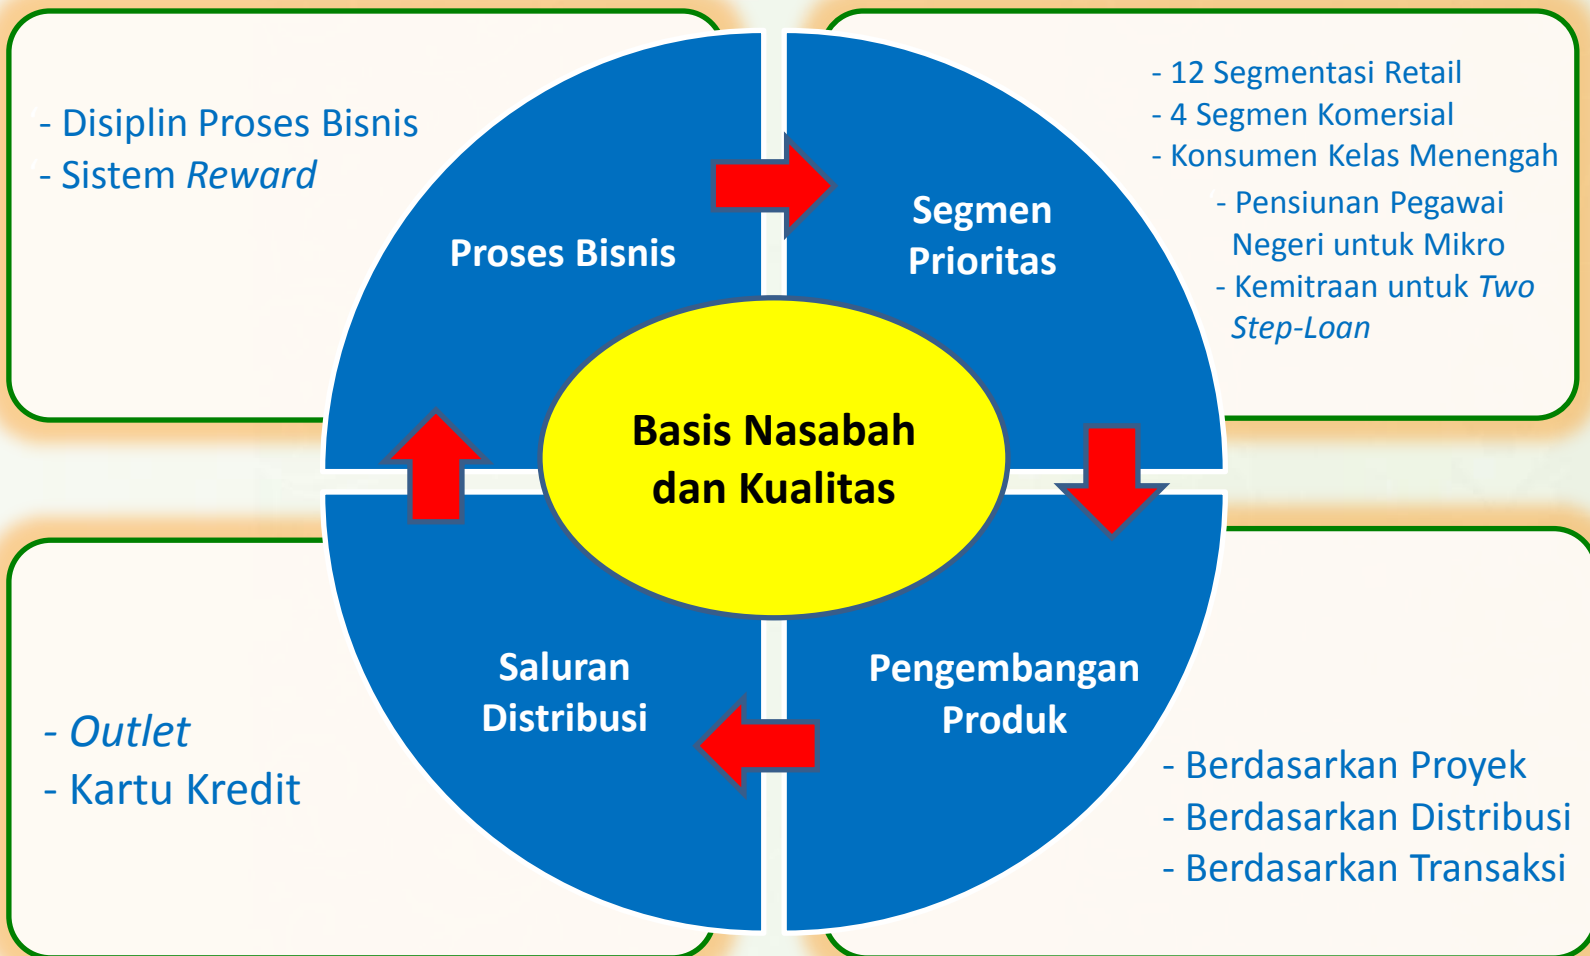 - Disiplin Proses Bisnis
- Sistem Reward
- 12 Segmentasi Retail
- 4 Segmen Komersial
- Konsumen Kelas Menengah
- Pensiunan Pegawai
Negeri untuk Mikro
- Kemitraan untuk Two
Step-Loan
Proses Bisnis
Segmen
Prioritas
Basis Nasabah
dan Kualitas
Saluran
Distribusi
Pengembangan
Produk
- Outlet
- Kartu Kredit
- Berdasarkan Proyek
- Berdasarkan Distribusi
- Berdasarkan Transaksi